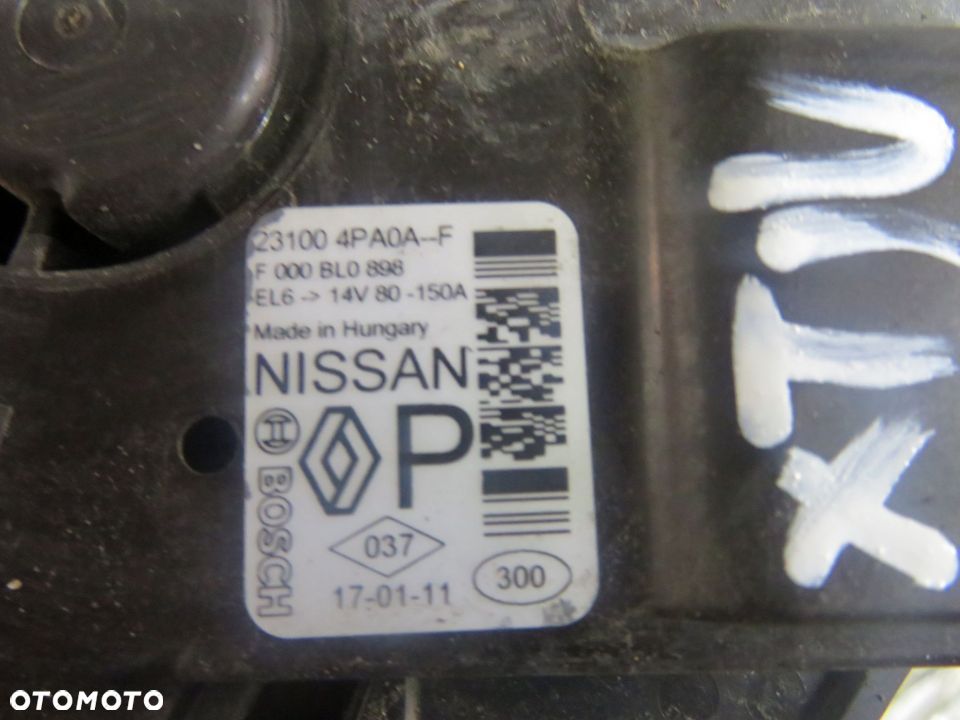 23100 4PA0A--F
F 000 BL0 898
EL6 -> 14V 80 -150A
Made in Hungary
NISSAN
P
BOSCH
037
17-01-11
300
OTOMOTO